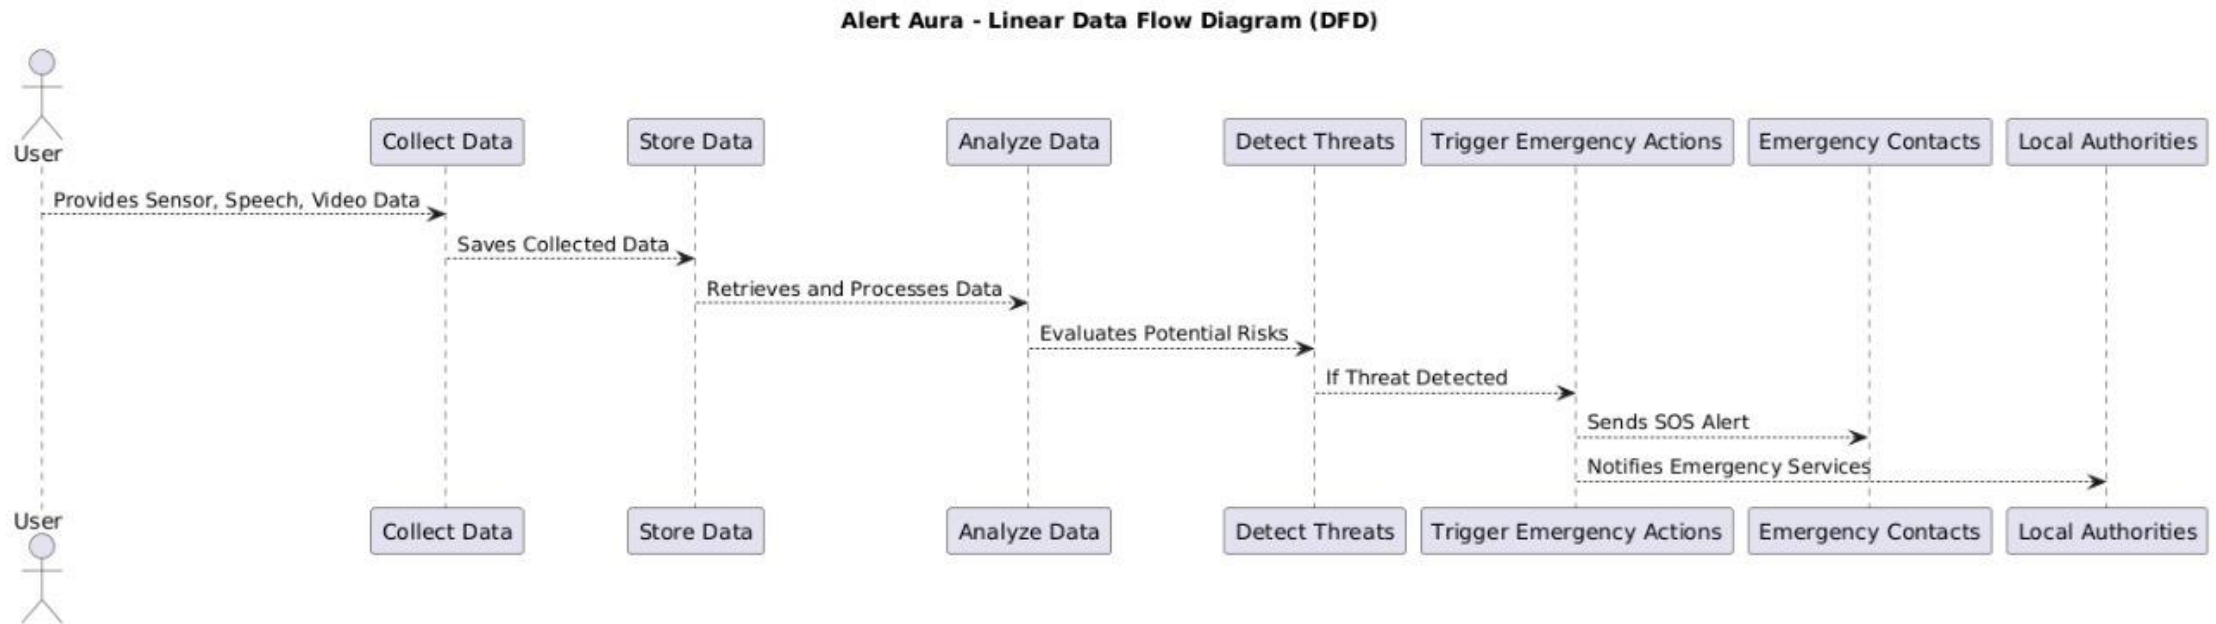 Alert Aura - Linear Data Flow Diagram (DFD)
User
Collect Data
Store Data
Analyze Data
Detect Threats
Trigger Emergency Actions
Emergency Contacts
Local Authorities
Provides Sensor, Speech, Video Data
Saves Collected Data
Retrieves and Processes Data
Evaluates Potential Risks
If Threat Detected
Sends SOS Alert
Notifies Emergency Services
User
Collect Data
Store Data
Analyze Data
Detect Threats
Trigger Emergency Actions
Emergency Contacts
Local Authorities